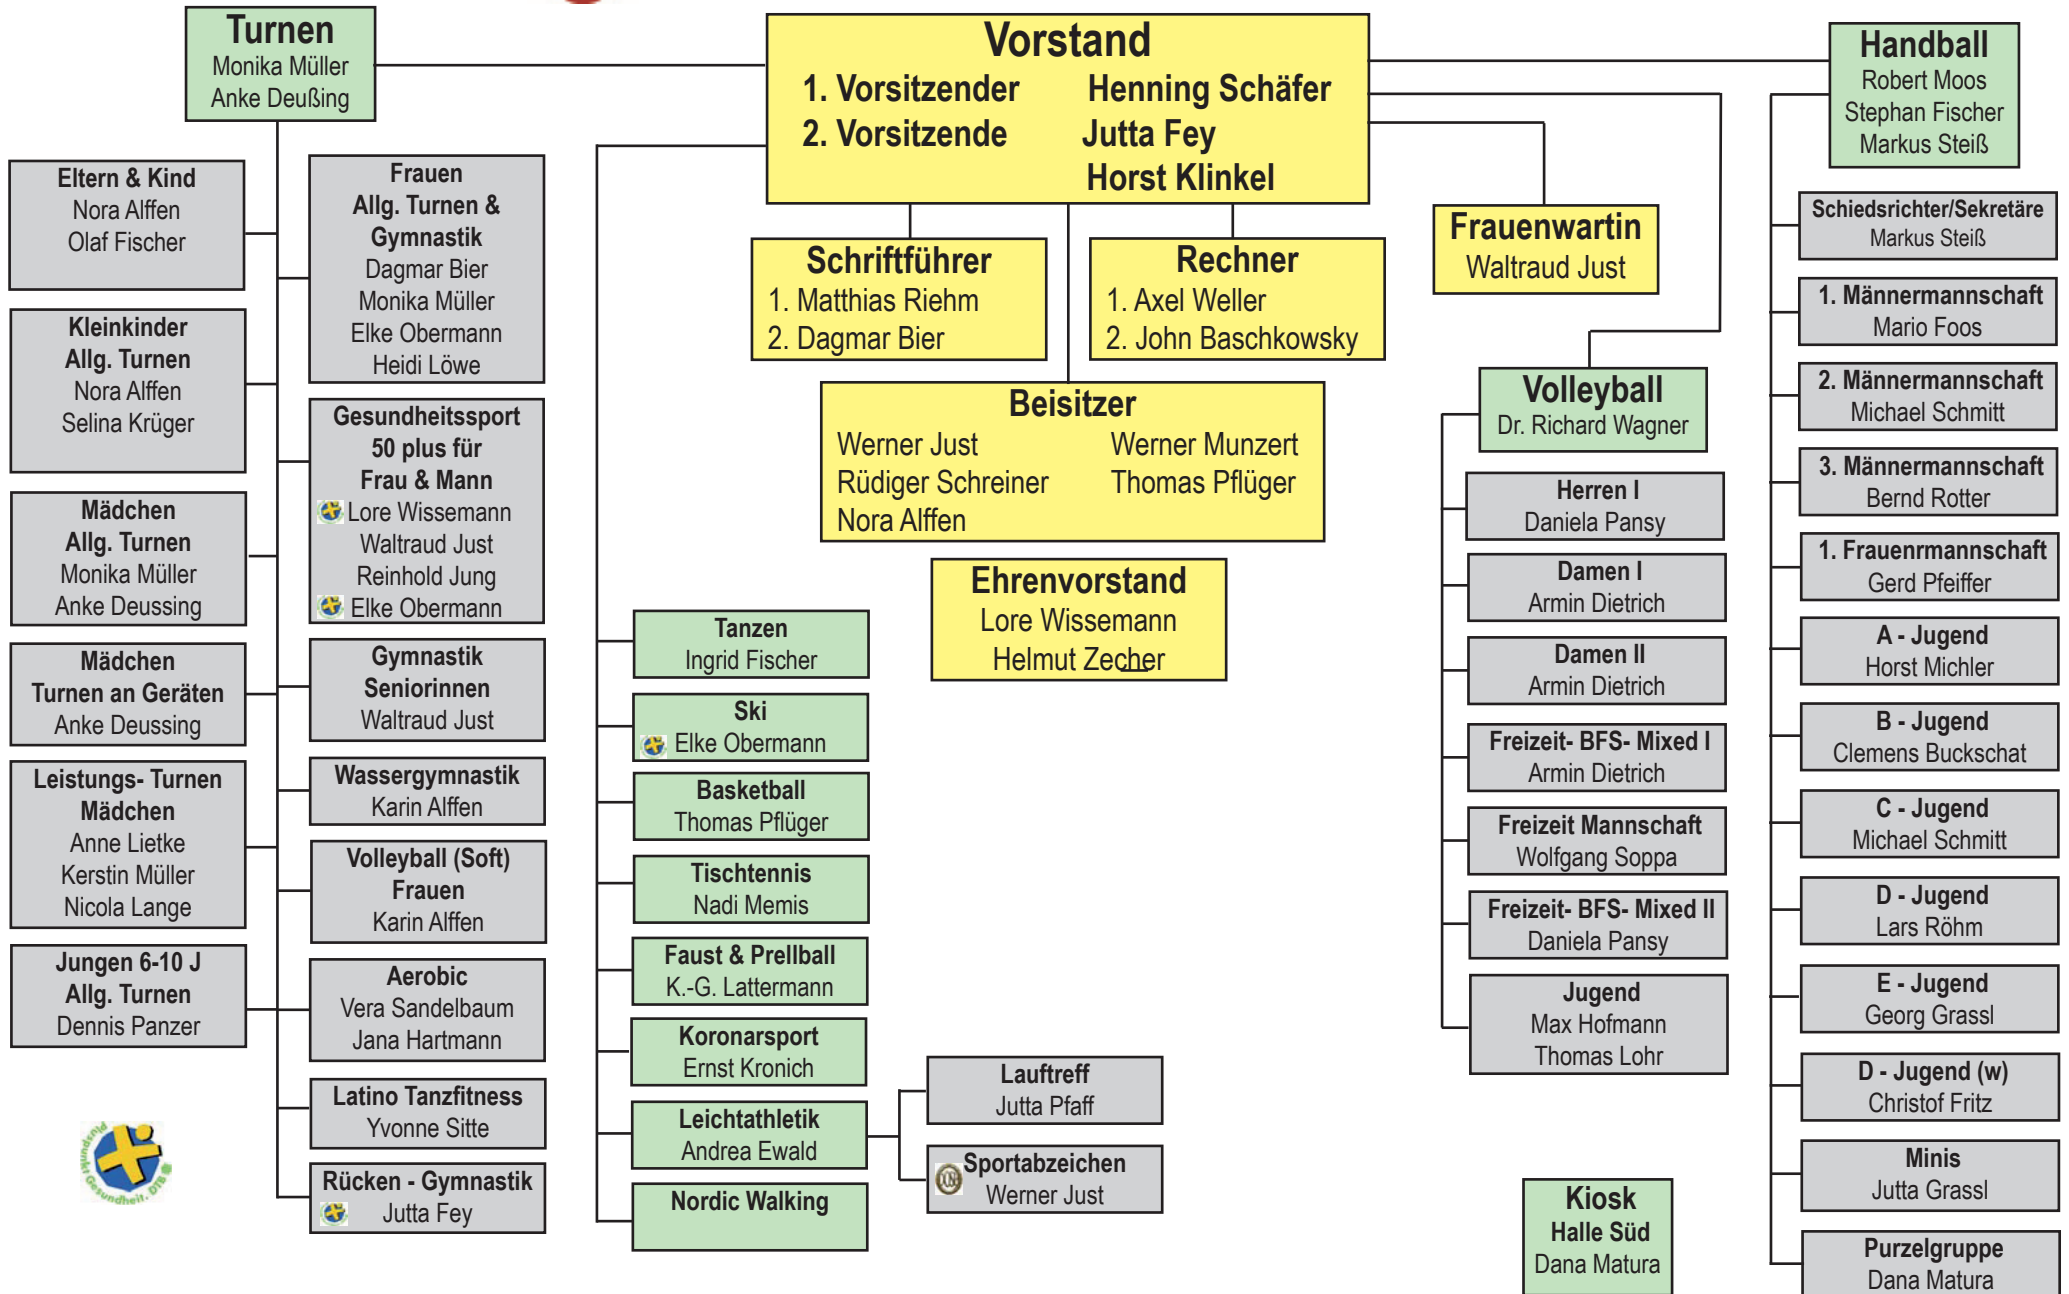 Turnen
Monika Müller
Anke Deußing
Vorstand
1. Vorsitzender Henning Schäfer
2. Vorsitzende Jutta Fey
Horst Klinkel
Handball
Robert Moos
Stephan Fischer
Markus Steiß
Eltern & Kind
Nora Alffen
Olaf Fischer
Kleinkinder
Allg. Turnen
Nora Alffen
Selina Krüger
Mädchen
Allg. Turnen
Monika Müller
Anke Deussing
Mädchen
Turnen an Geräten
Anke Deussing
Leistungs- Turnen
Mädchen
Anne Lietke
Kerstin Müller
Nicola Lange
Jungen 6-10 J
Allg. Turnen
Dennis Panzer
Frauen
Allg. Turnen &
Gymnastik
Dagmar Bier
Monika Müller
Elke Obermann
Heidi Löwe
Gesundheitssport
50 plus für
Frau & Mann
Lore Wissemann
Waltraud Just
Reinhold Jung
Elke Obermann
Gymnastik
Seniorinnen
Waltraud Just
Wassergymnastik
Karin Alffen
Volleyball (Soft)
Frauen
Karin Alffen
Aerobic
Vera Sandelbaum
Jana Hartmann
Latino Tanzfitness
Yvonne Sitte
Rücken - Gymnastik
Jutta Fey
Pluspunkt Gesundheit. DTB
Schriftführer
1. Matthias Riehm
2. Dagmar Bier
Rechner
1. Axel Weller
2. John Baschkowsky
Frauenwartin
Waltraud Just
Beisitzer
Werner Just Werner Munzert
Rüdiger Schreiner Thomas Pflüger
Nora Alffen
Ehrenvorstand
Lore Wissemann
Helmut Zecher
Tanzen
Ingrid Fischer
Ski
Elke Obermann
Basketball
Thomas Pflüger
Tischtennis
Nadi Memis
Faust & Prellball
K.-G. Lattermann
Koronarsport
Ernst Kronich
Leichtathletik
Andrea Ewald
Nordic Walking
Lauftreff
Jutta Pfaff
Sportabzeichen
Werner Just
Volleyball
Dr. Richard Wagner
Herren I
Daniela Pansy
Damen I
Armin Dietrich
Damen II
Armin Dietrich
Freizeit- BFS- Mixed I
Armin Dietrich
Freizeit Mannschaft
Wolfgang Soppa
Freizeit- BFS- Mixed II
Daniela Pansy
Jugend
Max Hofmann
Thomas Lohr
Kiosk
Halle Süd
Dana Matura
Schiedsrichter/Sekretäre
Markus Steiß
1. Männermannschaft
Mario Foos
2. Männermannschaft
Michael Schmitt
3. Männermannschaft
Bernd Rotter
1. Frauenrmannschaft
Gerd Pfeiffer
A - Jugend
Horst Michler
B - Jugend
Clemens Buckschat
C - Jugend
Michael Schmitt
D - Jugend
Lars Röhm
E - Jugend
Georg Grassl
D - Jugend (w)
Christof Fritz
Minis
Jutta Grassl
Purzelgruppe
Dana Matura